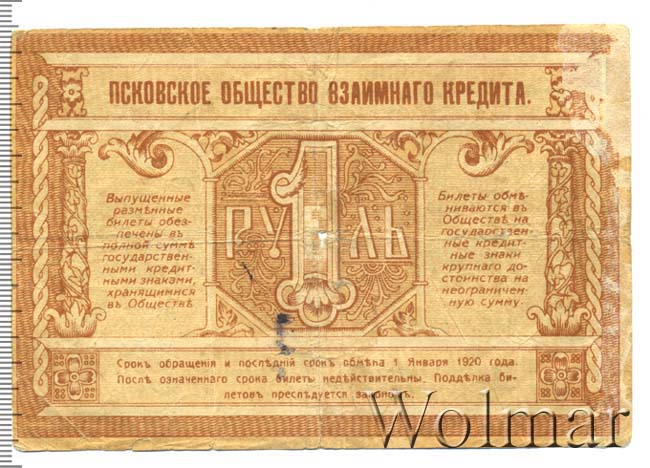 ПСКОВСКОЕ ОБЩЕСТВО ВЗАИМНАГО КРЕДИТА.
Выпущенные
размѣнные
билеты обез-
печены въ
полной суммѣ
государствен-
ными кредит-
ными знаками,
хранящимися
въ Обществѣ
1
РУБЛЬ
Билеты обмѣ-
ниваются въ
Обществѣ на
государствен-
ные кредит-
ные знаки
крупнаго до-
стоинства на
неограничен-
ную сумму.
Срокъ обращенія и послѣдній срокъ обмѣна 1 Января 1920 года.
Послѣ означеннаго срока билеты недѣйствительны. Поддѣлка би-
летовъ преслѣдуется закономъ.
Wolmar